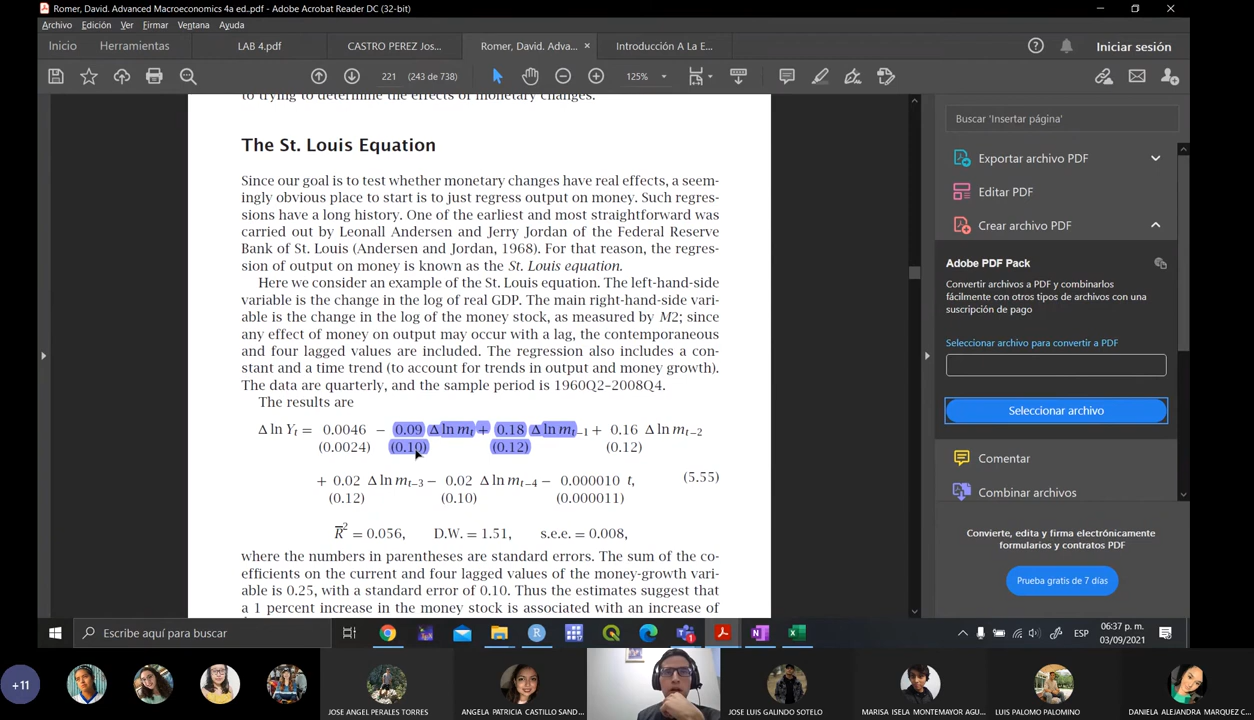 Romer, David. Advanced Macroeconomics 4a ed..pdf - Adobe Acrobat Reader DC (32-bit)
Archivo Edición Ver Firmar Ventana Ayuda
Inicio Herramientas LAB 4.pdf CASTRO PEREZ Jos... Romer, David. Adva... × Introducción A La E... Iniciar sesión
221 (243 de 738) 125%
to trying to determine the effects of monetary changes.
The St. Louis Equation
Since our goal is to test whether monetary changes have real effects, a seem-
ingly obvious place to start is to just regress output on money. Such regres-
sions have a long history. One of the earliest and most straightforward was
carried out by Leonall Andersen and Jerry Jordan of the Federal Reserve
Bank of St. Louis (Andersen and Jordan, 1968). For that reason, the regres-
sion of output on money is known as the St. Louis equation.
Here we consider an example of the St. Louis equation. The left-hand-side
variable is the change in the log of real GDP. The main right-hand-side vari-
able is the change in the log of the money stock, as measured by M2; since
any effect of money on output may occur with a lag, the contemporaneous
and four lagged values are included. The regression also includes a con-
stant and a time trend (to account for trends in output and money growth).
The data are quarterly, and the sample period is 1960Q2–2008Q4.
The results are
Δ ln Yt = 0.0046 − 0.09 Δ ln mt + 0.18 Δ ln mt−1 + 0.16 Δ ln mt−2
(0.0024) (0.10) (0.12) (0.12)
+ 0.02 Δ ln mt−3 − 0.02 Δ ln mt−4 − 0.000010 t, (5.55)
(0.12) (0.10) (0.000011)
R̄2 = 0.056, D.W. = 1.51, s.e.e. = 0.008,
where the numbers in parentheses are standard errors. The sum of the co-
efficients on the current and four lagged values of the money-growth vari-
able is 0.25, with a standard error of 0.10. Thus the estimates suggest that
a 1 percent increase in the money stock is associated with an increase of
Buscar 'Insertar página'
Exportar archivo PDF
Editar PDF
Crear archivo PDF
Adobe PDF Pack
Convertir archivos a PDF y combinarlos
fácilmente con otros tipos de archivos con una
suscripción de pago
Seleccionar archivo para convertir a PDF
Seleccionar archivo
Comentar
Combinar archivos
Convierte, edita y firma electrónicamente
formularios y contratos PDF
Prueba gratis de 7 días
Escribe aquí para buscar
ESP
06:37 p. m.
03/09/2021
+11
JOSE ANGEL PERALES TORRES
ANGELA PATRICIA CASTILLO SAND...
JOSE LUIS GALINDO SOTELO
MARISA ISELA MONTEMAYOR AGU...
LUIS PALOMO PALOMINO
DANIELA ALEJANDRA MARQUEZ C...